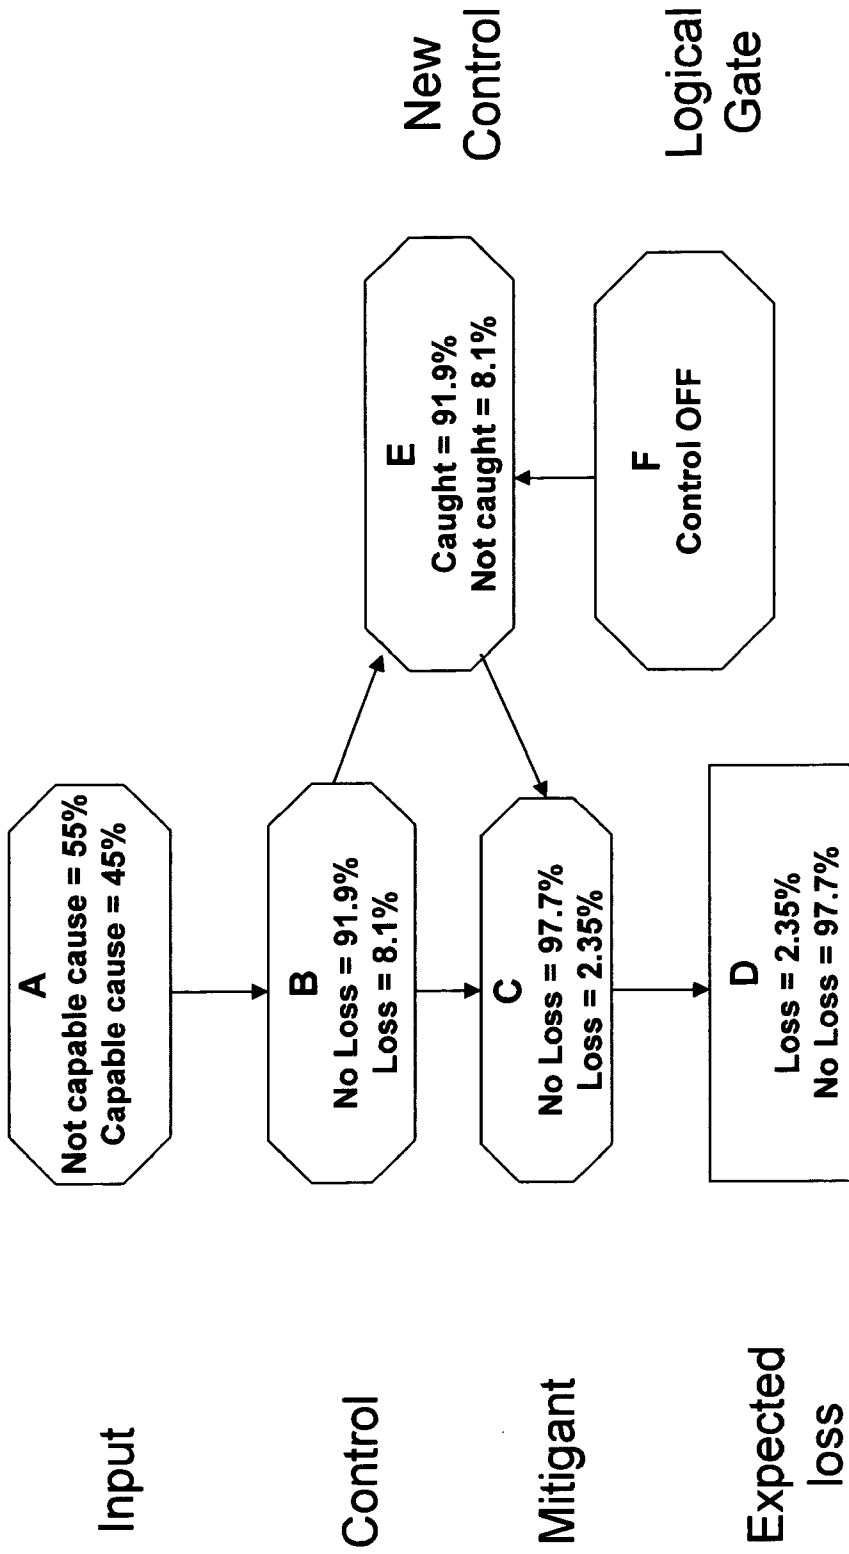 Input
A
Not capable cause = 55%
Capable cause = 45%
Control
B
No Loss = 91.9%
Loss = 8.1%
E
Caught = 91.9%
Not caught = 8.1%
New
Control
Mitigant
C
No Loss = 97.7%
Loss = 2.35%
Expected
loss
D
Loss = 2.35%
No Loss = 97.7%
F
Control OFF
Logical
Gate